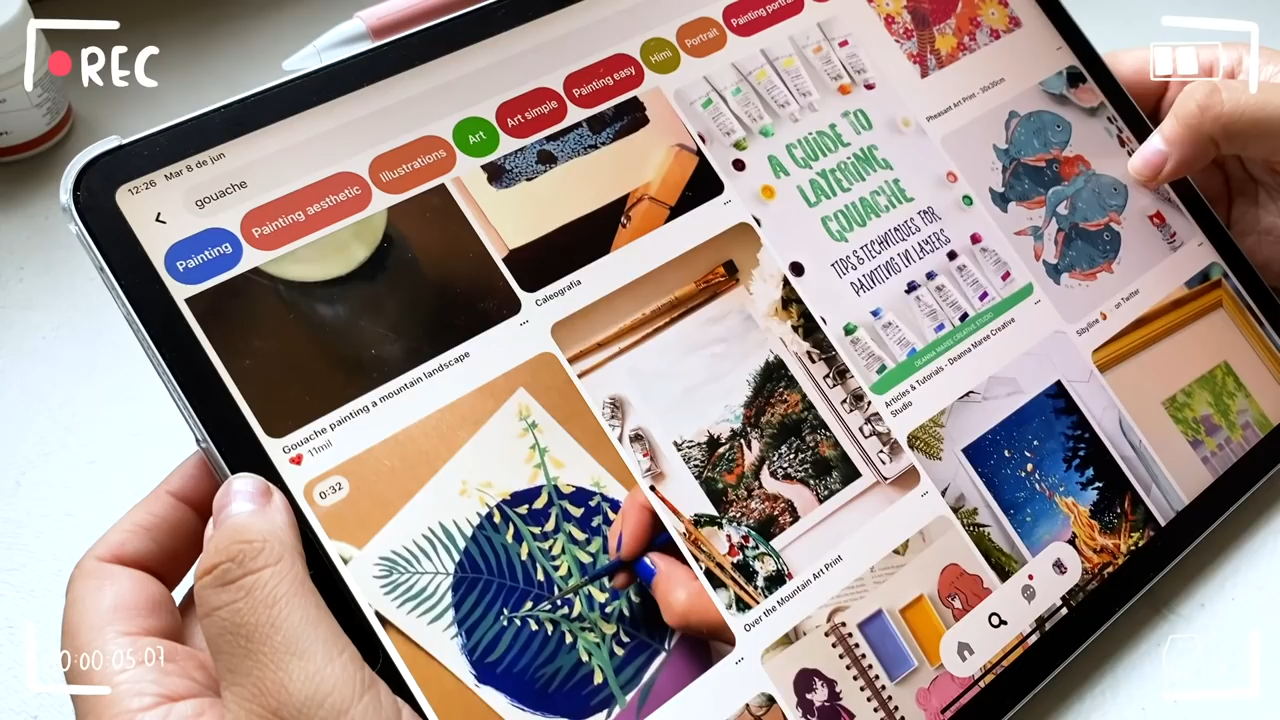 REC
12:26 Mar 8 de jun
gouache
Painting
Painting aesthetic
Illustrations
Art
Art simple
Painting easy
Himi
Portrait
Gouache painting a mountain landscape
11mil
0:32
Caleografia
Over the Mountain Art Print
A GUIDE TO
LAYERING
GOUACHE
TIPS & TECHNIQUES FOR
PAINTING IN LAYERS
DEANNA MAREE CREATIVE STUDIO
Articles & Tutorials - Deanna Maree Creative
Studio
Pheasant Art Print - 30x30cm
Sibylline 🔥 on Twitter
0:00:05:07